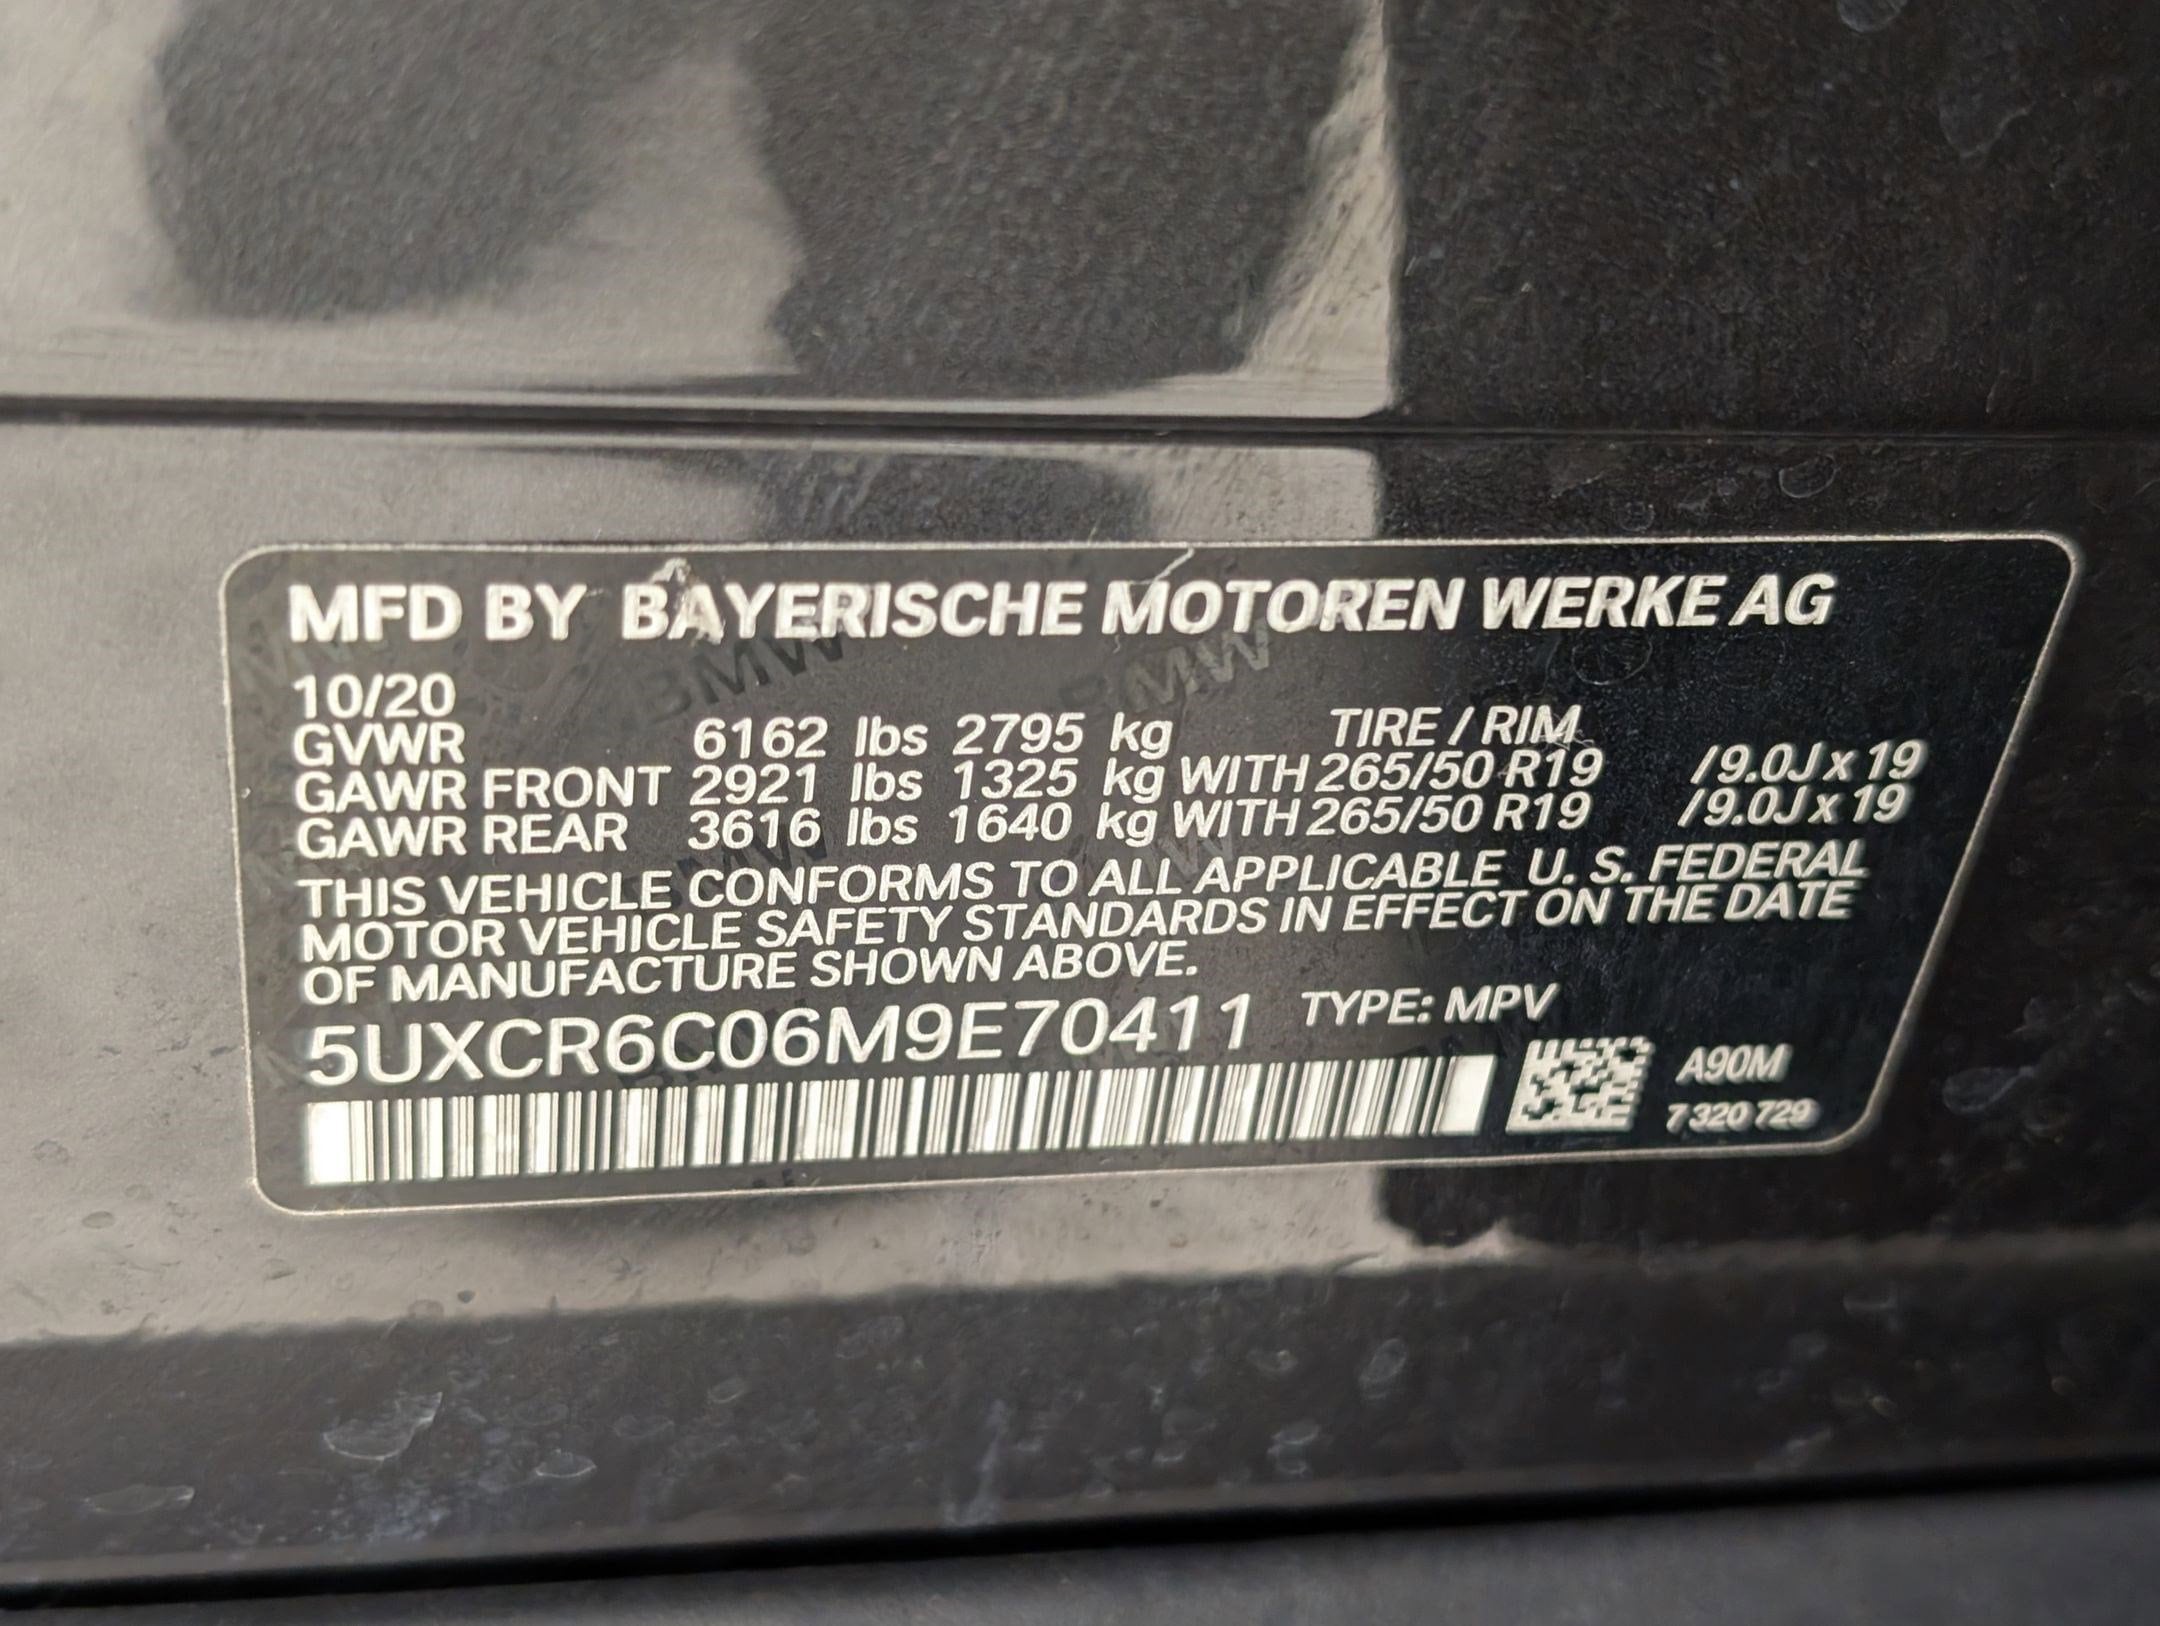 MFD BY BAYERISCHE MOTOREN WERKE AG
10/20
GVWR 6162 lbs 2795 kg TIRE / RIM
GAWR FRONT 2921 lbs 1325 kg WITH 265/50 R19 /9.0J x 19
GAWR REAR 3616 lbs 1640 kg WITH 265/50 R19 /9.0J x 19
THIS VEHICLE CONFORMS TO ALL APPLICABLE U. S. FEDERAL
MOTOR VEHICLE SAFETY STANDARDS IN EFFECT ON THE DATE
OF MANUFACTURE SHOWN ABOVE.
5UXCR6C06M9E70411 TYPE: MPV
A90M
7 320 729